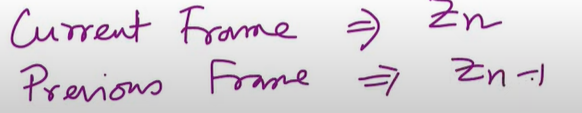 Current Frame ⇒ Zn
Previous Frame ⇒ Zn-1